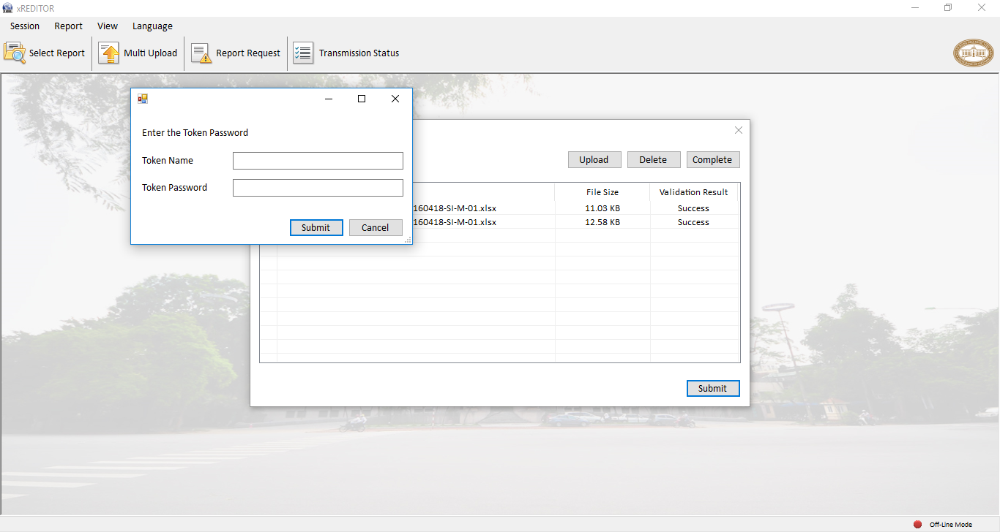 xREDITOR
Session Report View Language
Select Report Multi Upload Report Request Transmission Status
Enter the Token Password
Token Name
Token Password
Submit Cancel
Upload Delete Complete
File Size Validation Result
160418-SI-M-01.xlsx 11.03 KB Success
160418-SI-M-01.xlsx 12.58 KB Success
Submit
Off-Line Mode